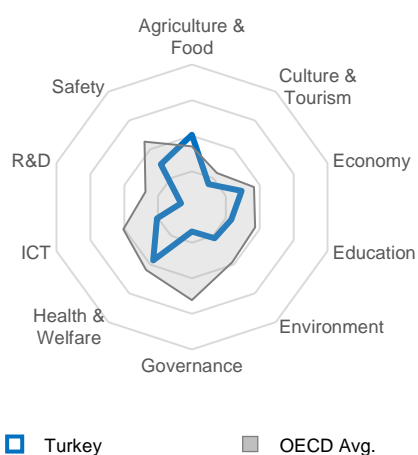 Agriculture &
Food
Culture &
Tourism
Economy
Education
Environment
Governance
Health &
Welfare
ICT
R&D
Safety
Turkey
OECD Avg.